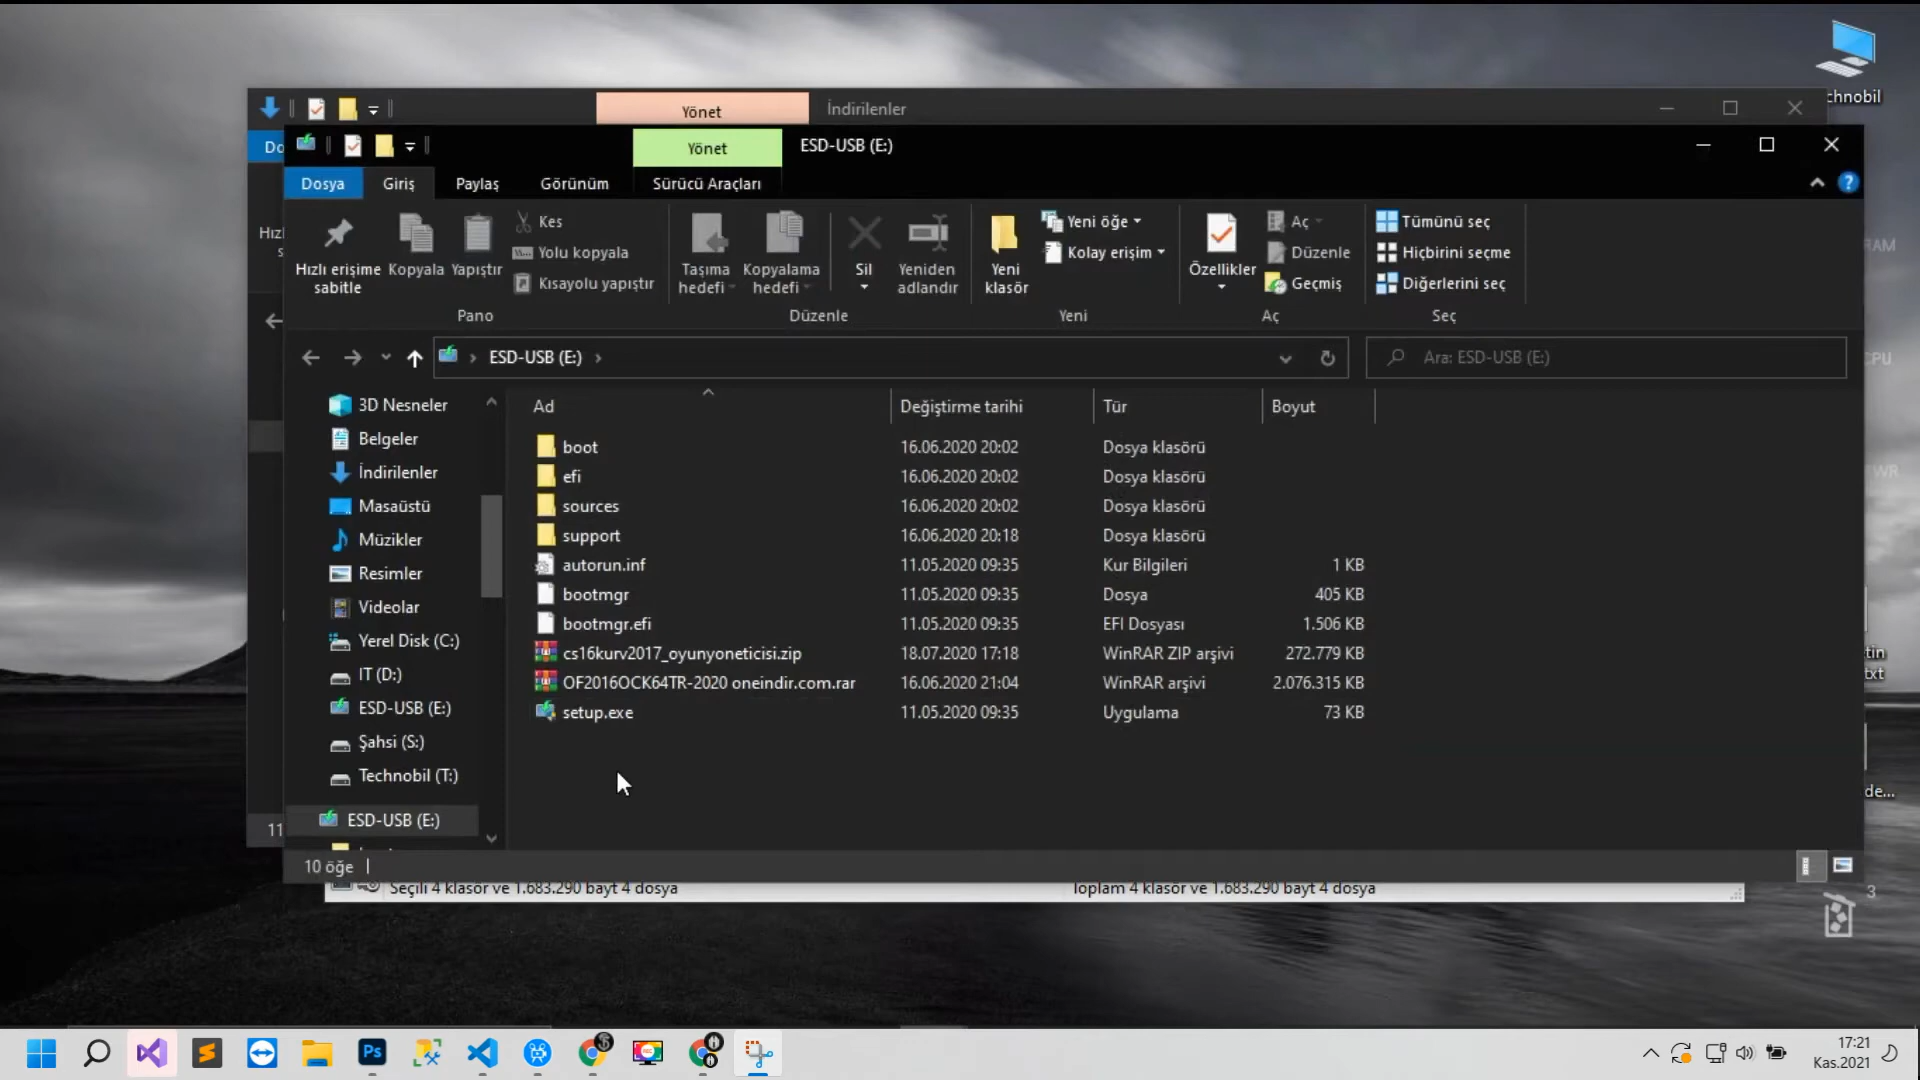 chnobil
Yönet
İndirilenler
Do
Yönet
ESD-USB (E:)
Dosya
Giriş
Paylaş
Görünüm
Sürücü Araçları
Hızlı erişime sabitle
Kopyala
Yapıştır
Kes
Yolu kopyala
Kısayolu yapıştır
Taşıma hedefi
Kopyalama hedefi
Sil
Yeniden adlandır
Yeni klasör
Yeni öğe
Kolay erişim
Özellikler
Aç
Düzenle
Geçmiş
Tümünü seç
Hiçbirini seçme
Diğerlerini seç
Pano
Düzenle
Yeni
Aç
Seç
ESD-USB (E:)
Ara: ESD-USB (E:)
3D Nesneler
Belgeler
İndirilenler
Masaüstü
Müzikler
Resimler
Videolar
Yerel Disk (C:)
IT (D:)
ESD-USB (E:)
Şahsi (S:)
Technobil (T:)
ESD-USB (E:)
Ad Değiştirme tarihi Tür Boyut
boot 16.06.2020 20:02 Dosya klasörü
efi 16.06.2020 20:02 Dosya klasörü
sources 16.06.2020 20:02 Dosya klasörü
support 16.06.2020 20:18 Dosya klasörü
autorun.inf 11.05.2020 09:35 Kur Bilgileri 1 KB
bootmgr 11.05.2020 09:35 Dosya 405 KB
bootmgr.efi 11.05.2020 09:35 EFI Dosyası 1.506 KB
cs16kurv2017_oyunyoneticisi.zip 18.07.2020 17:18 WinRAR ZIP arşivi 272.779 KB
OF2016OCK64TR-2020 oneindir.com.rar 16.06.2020 21:04 WinRAR arşivi 2.076.315 KB
setup.exe 11.05.2020 09:35 Uygulama 73 KB
10 öğe
11
Seçili 4 klasör ve 1.683.290 bayt 4 dosya
Toplam 4 klasör ve 1.683.290 bayt 4 dosya
Hız
RAM
CPU
tin
txt
de...
3
Ps
17:21
Kas.2021